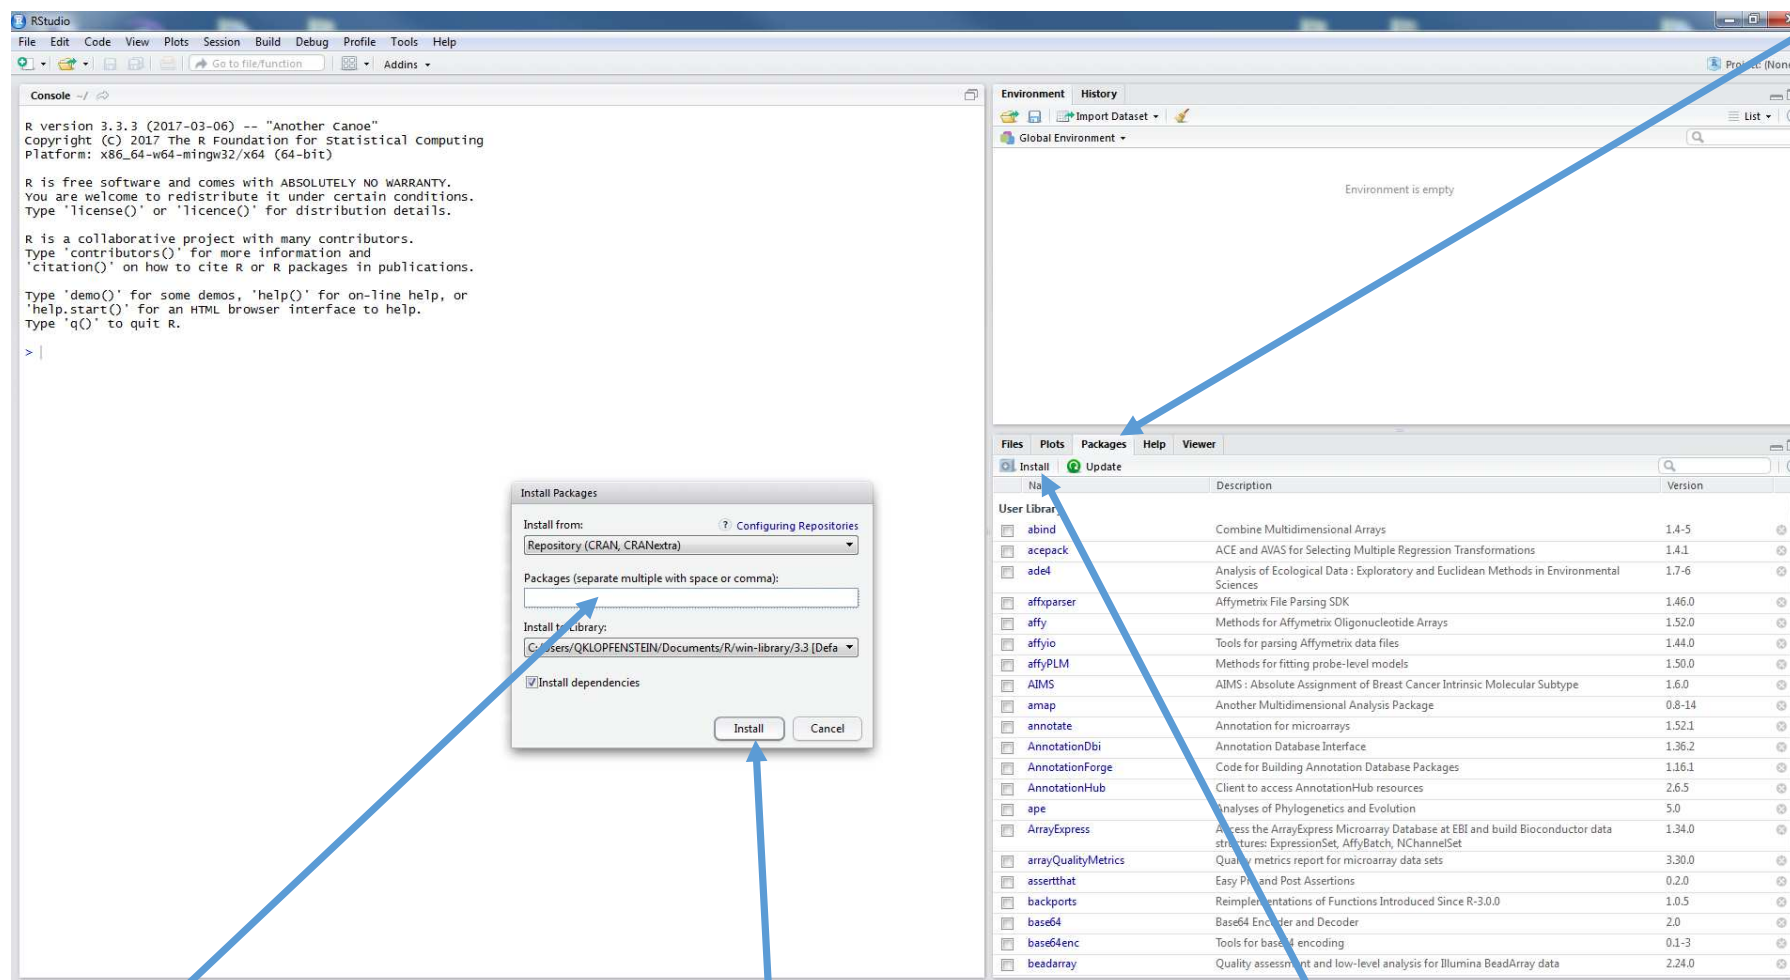 RStudio
File Edit Code View Plots Session Build Debug Profile Tools Help
Go to file/function Addins
Project: (None
Console ~/
R version 3.3.3 (2017-03-06) -- "Another Canoe"
Copyright (C) 2017 The R Foundation for Statistical Computing
Platform: x86_64-w64-mingw32/x64 (64-bit)
R is free software and comes with ABSOLUTELY NO WARRANTY.
You are welcome to redistribute it under certain conditions.
Type 'license()' or 'licence()' for distribution details.
R is a collaborative project with many contributors.
Type 'contributors()' for more information and
'citation()' on how to cite R or R packages in publications.
Type 'demo()' for some demos, 'help()' for on-line help, or
'help.start()' for an HTML browser interface to help.
Type 'q()' to quit R.
>
Install Packages
Install from: ? Configuring Repositories
Repository (CRAN, CRANextra)
Packages (separate multiple with space or comma):
Install to Library:
C:/Users/QKLOPFENSTEIN/Documents/R/win-library/3.3 [Defa
Install dependencies
Install Cancel
Environment History
Import Dataset List
Global Environment
Environment is empty
Files Plots Packages Help Viewer
Install Update
Name Description Version
User Library
abind Combine Multidimensional Arrays 1.4-5
acepack ACE and AVAS for Selecting Multiple Regression Transformations 1.4.1
ade4 Analysis of Ecological Data : Exploratory and Euclidean Methods in Environmental 1.7-6
Sciences
affxparser Affymetrix File Parsing SDK 1.46.0
affy Methods for Affymetrix Oligonucleotide Arrays 1.52.0
affyio Tools for parsing Affymetrix data files 1.44.0
affyPLM Methods for fitting probe-level models 1.50.0
AIMS AIMS : Absolute Assignment of Breast Cancer Intrinsic Molecular Subtype 1.6.0
amap Another Multidimensional Analysis Package 0.8-14
annotate Annotation for microarrays 1.52.1
AnnotationDbi Annotation Database Interface 1.36.2
AnnotationForge Code for Building Annotation Database Packages 1.16.1
AnnotationHub Client to access AnnotationHub resources 2.6.5
ape Analyses of Phylogenetics and Evolution 5.0
ArrayExpress Access the ArrayExpress Microarray Database at EBI and build Bioconductor data 1.34.0
structures: ExpressionSet, AffyBatch, NChannelSet
arrayQualityMetrics Quality metrics report for microarray data sets 3.30.0
assertthat Easy Pre and Post Assertions 0.2.0
backports Reimplementations of Functions Introduced Since R-3.0.0 1.0.5
base64 Base64 Encoder and Decoder 2.0
base64enc Tools for base64 encoding 0.1-3
beadarray Quality assessment and low-level analysis for Illumina BeadArray data 2.24.0